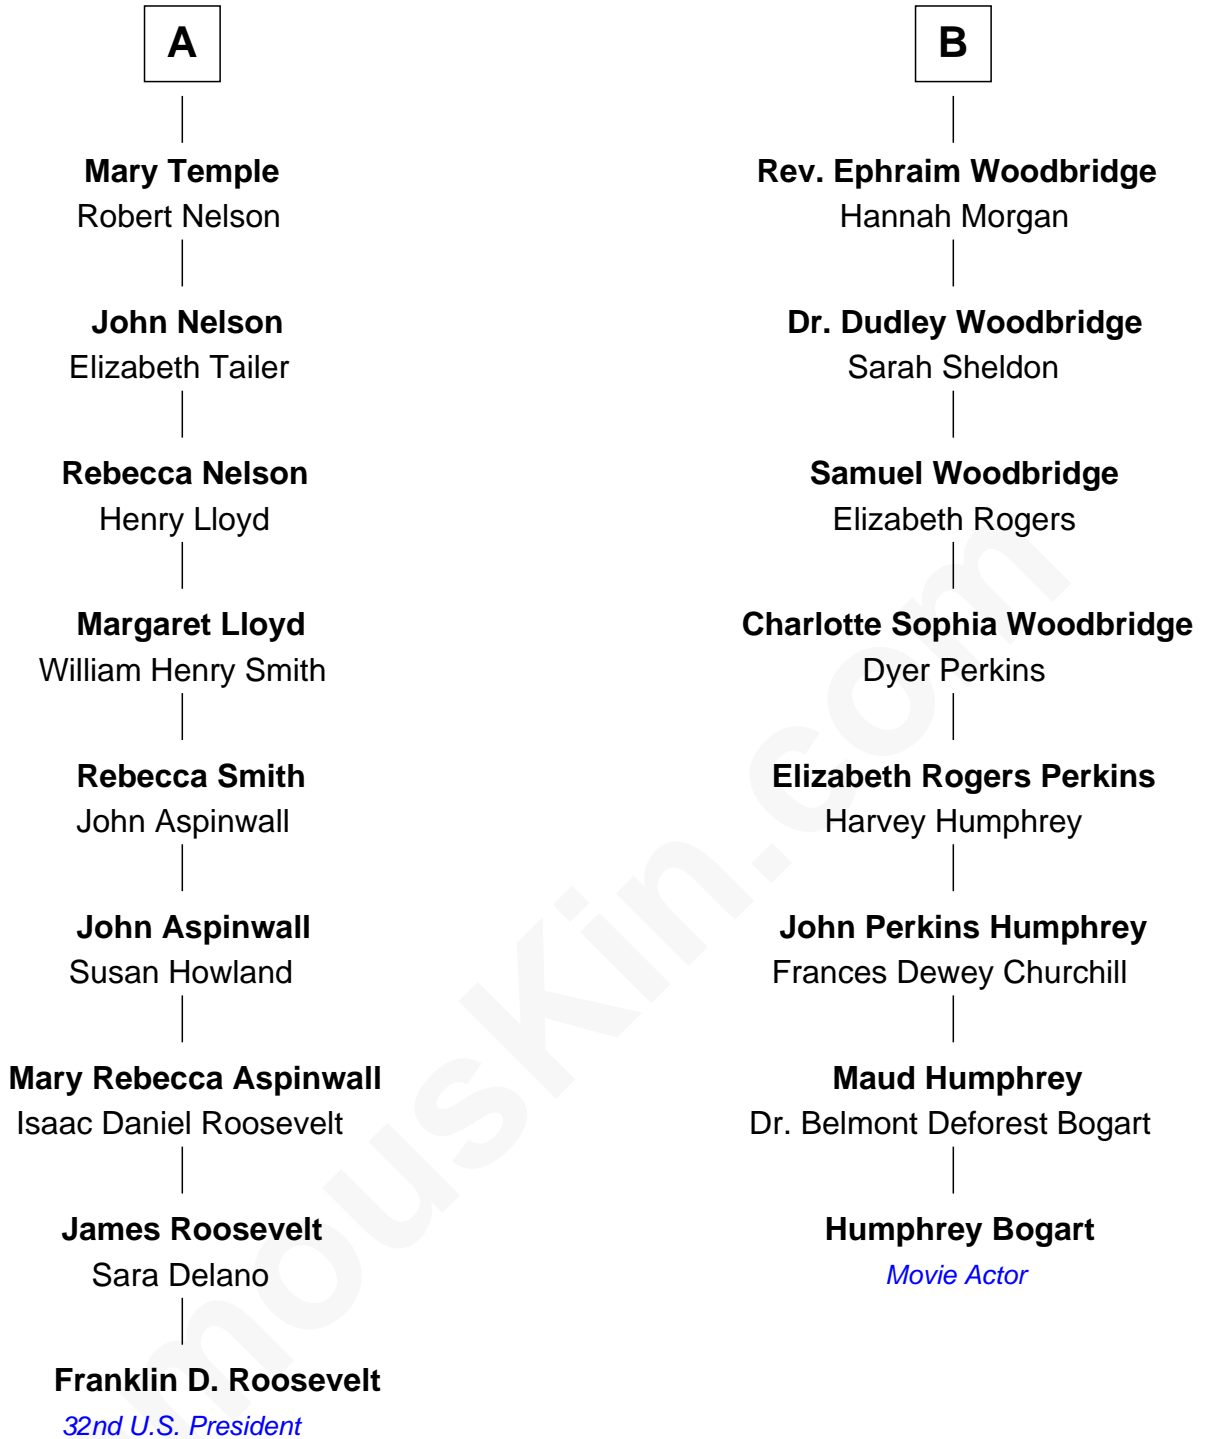 A
Mary Temple
Robert Nelson
John Nelson
Elizabeth Tailer
Rebecca Nelson
Henry Lloyd
Margaret Lloyd
William Henry Smith
Rebecca Smith
John Aspinwall
John Aspinwall
Susan Howland
Mary Rebecca Aspinwall
Isaac Daniel Roosevelt
James Roosevelt
Sara Delano
Franklin D. Roosevelt
32nd U.S. President
B
Rev. Ephraim Woodbridge
Hannah Morgan
Dr. Dudley Woodbridge
Sarah Sheldon
Samuel Woodbridge
Elizabeth Rogers
Charlotte Sophia Woodbridge
Dyer Perkins
Elizabeth Rogers Perkins
Harvey Humphrey
John Perkins Humphrey
Frances Dewey Churchill
Maud Humphrey
Dr. Belmont Deforest Bogart
Humphrey Bogart
Movie Actor
mousKin.com